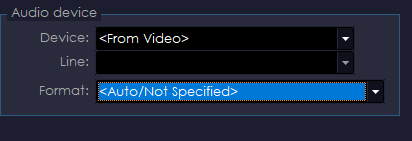 Audio device
Device: <From Video>
Line:
Format: <Auto/Not Specified>